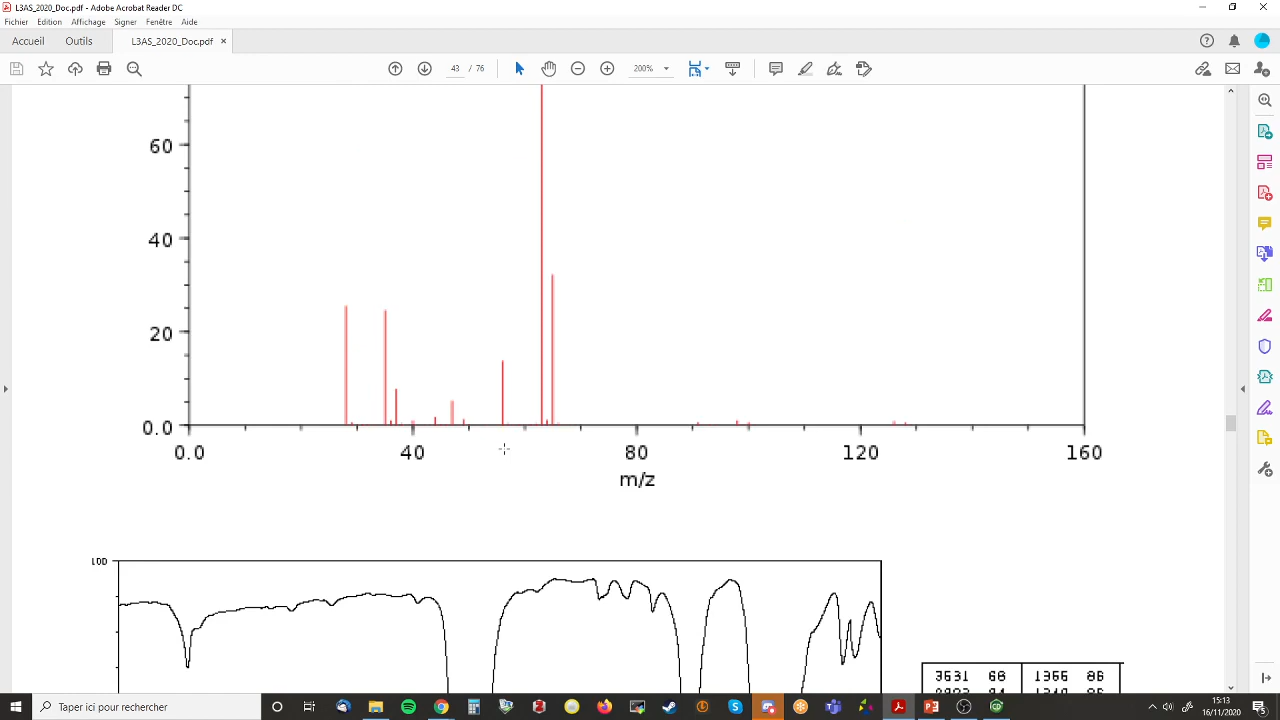 L3AS_2020_Doc.pdf - Adobe Acrobat Reader DC
Fichier Edition Affichage Signer Fenêtre Aide
Accueil Outils L3AS_2020_Doc.pdf ×
43 / 76 200%
60
40
20
0.0
0.0 40 80 120 160
m/z
100
3631 68 1366 86
Taper ici pour rechercher
15:13
16/11/2020